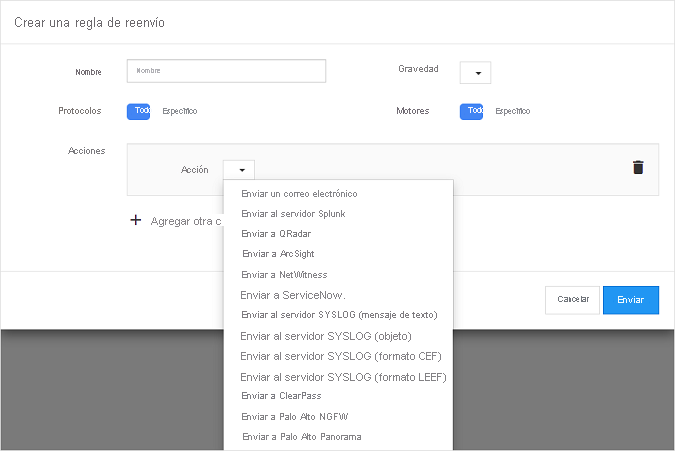 Crear una regla de reenvío
Nombre
Nombre
Gravedad
Protocolos
Todo
Específico
Motores
Todo
Específico
Acciones
Acción
Enviar un correo electrónico
Enviar al servidor Splunk
Enviar a QRadar
Enviar a ArcSight
Enviar a NetWitness
Enviar a ServiceNow.
Enviar al servidor SYSLOG (mensaje de texto)
Enviar al servidor SYSLOG (objeto)
Enviar al servidor SYSLOG (formato CEF)
Enviar al servidor SYSLOG (formato LEEF)
Enviar a ClearPass
Enviar a Palo Alto NGFW
Enviar a Palo Alto Panorama
Agregar otra c
Cancelar
Enviar